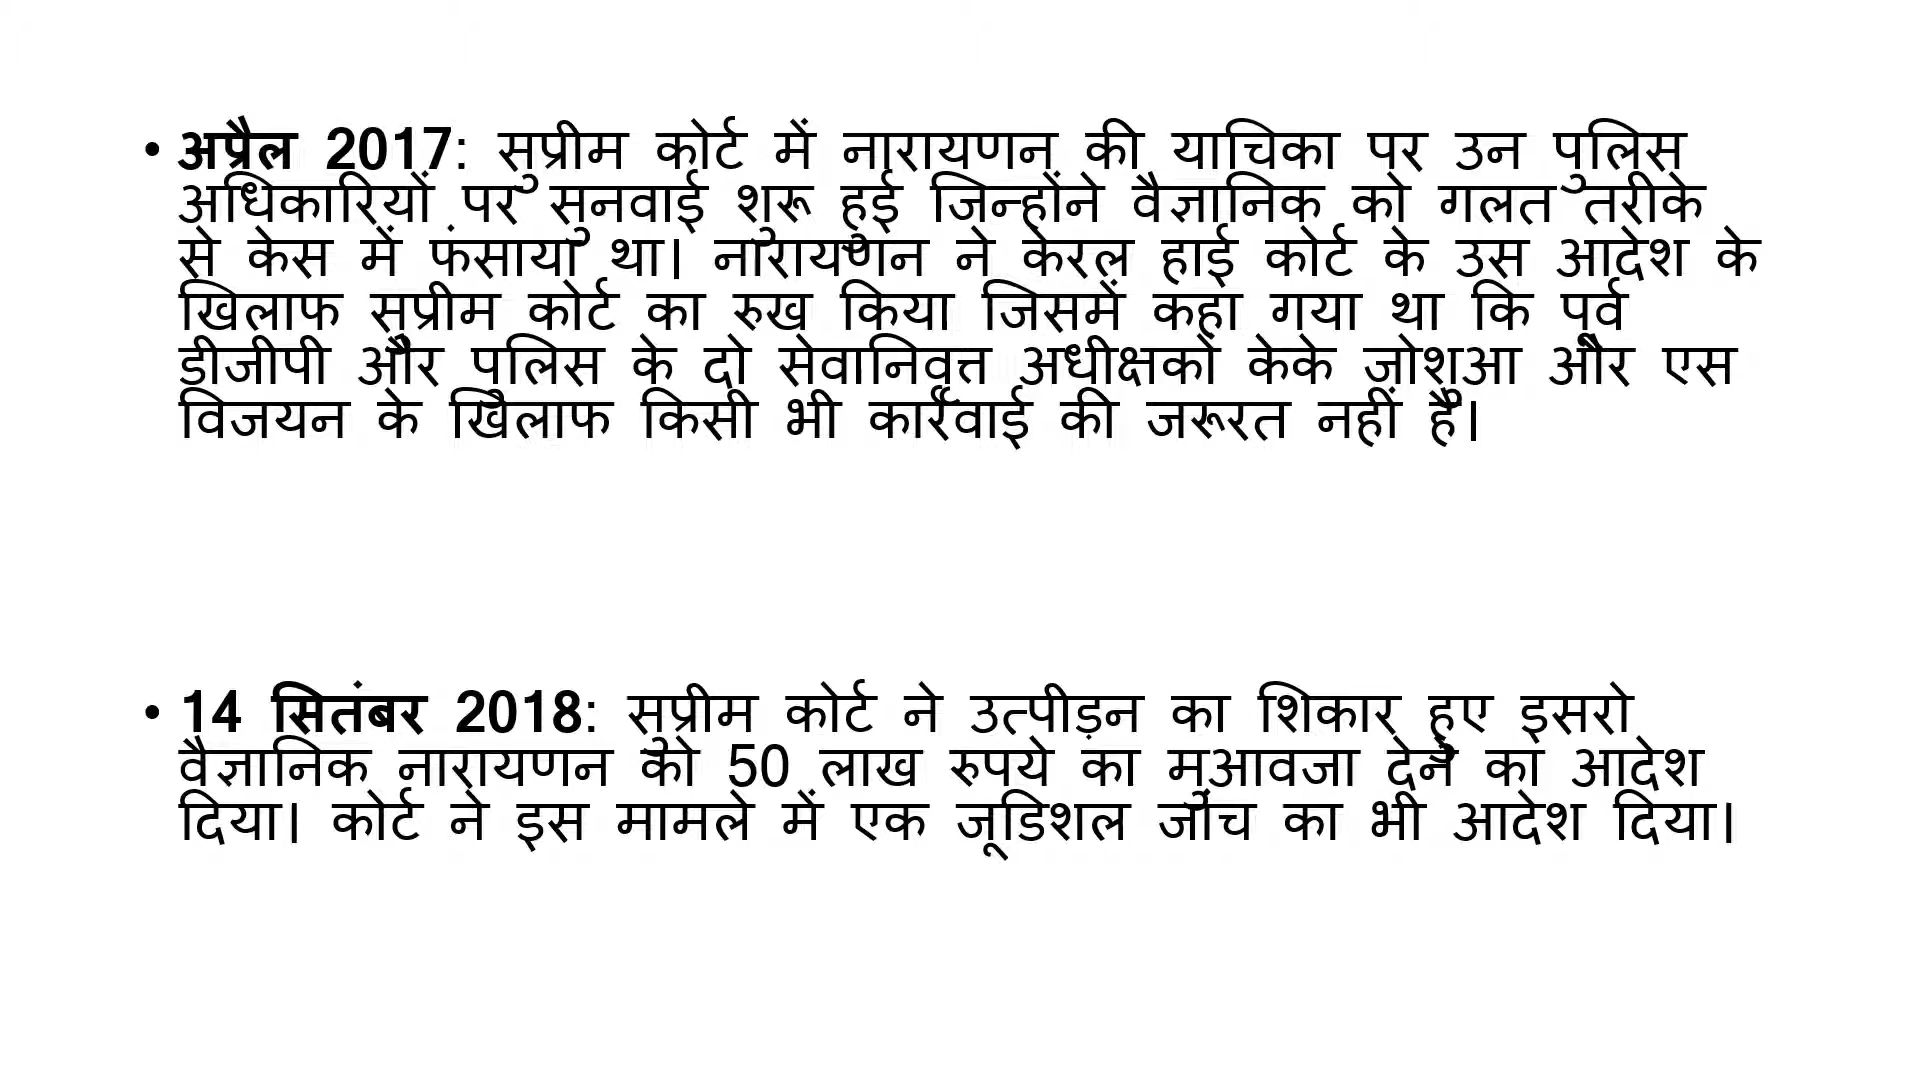 • अप्रैल 2017: सुप्रीम कोर्ट में नारायणन की याचिका पर उन पुलिस
अधिकारियों पर सुनवाई शुरू हुई जिन्होंने वैज्ञानिक को गलत तरीके
से केस में फंसाया था। नारायणन ने केरल हाई कोर्ट के उस आदेश के
खिलाफ सुप्रीम कोर्ट का रुख किया जिसमें कहा गया था कि पूर्व
डीजीपी और पुलिस के दो सेवानिवृत्त अधीक्षकों केके जोशुआ और एस
विजयन के खिलाफ किसी भी कार्रवाई की जरूरत नहीं है।
• 14 सितंबर 2018: सुप्रीम कोर्ट ने उत्पीड़न का शिकार हुए इसरो
वैज्ञानिक नारायणन को 50 लाख रुपये का मुआवजा देने का आदेश
दिया। कोर्ट ने इस मामले में एक जूडिशल जांच का भी आदेश दिया।